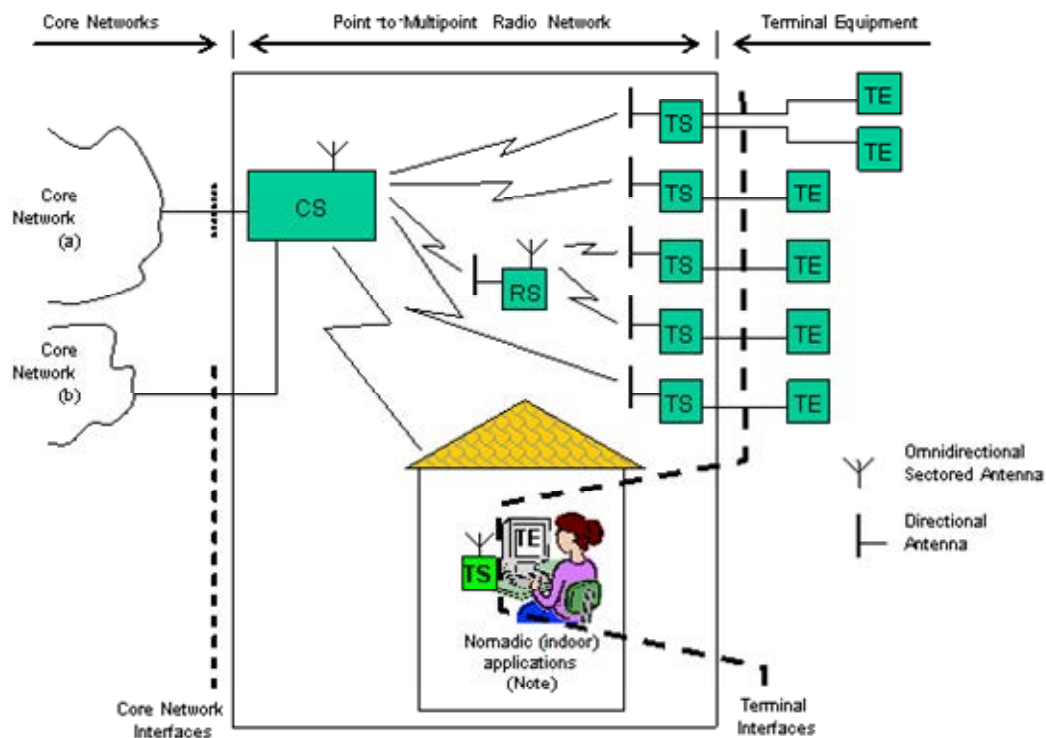 Core Networks
Point-to-Multipoint Radio Network
Terminal Equipment
TE
TS
TE
Core
Network
(a)
CS
TS
TE
RS
TS
TE
Core
Network
(b)
TS
TE
TS
TE
Omnidirectional
Sectored Antenna
Directional
Antenna
TE
TS
Nomadic (indoor)
applications
(Note)
Core Network
Interfaces
Terminal
Interfaces